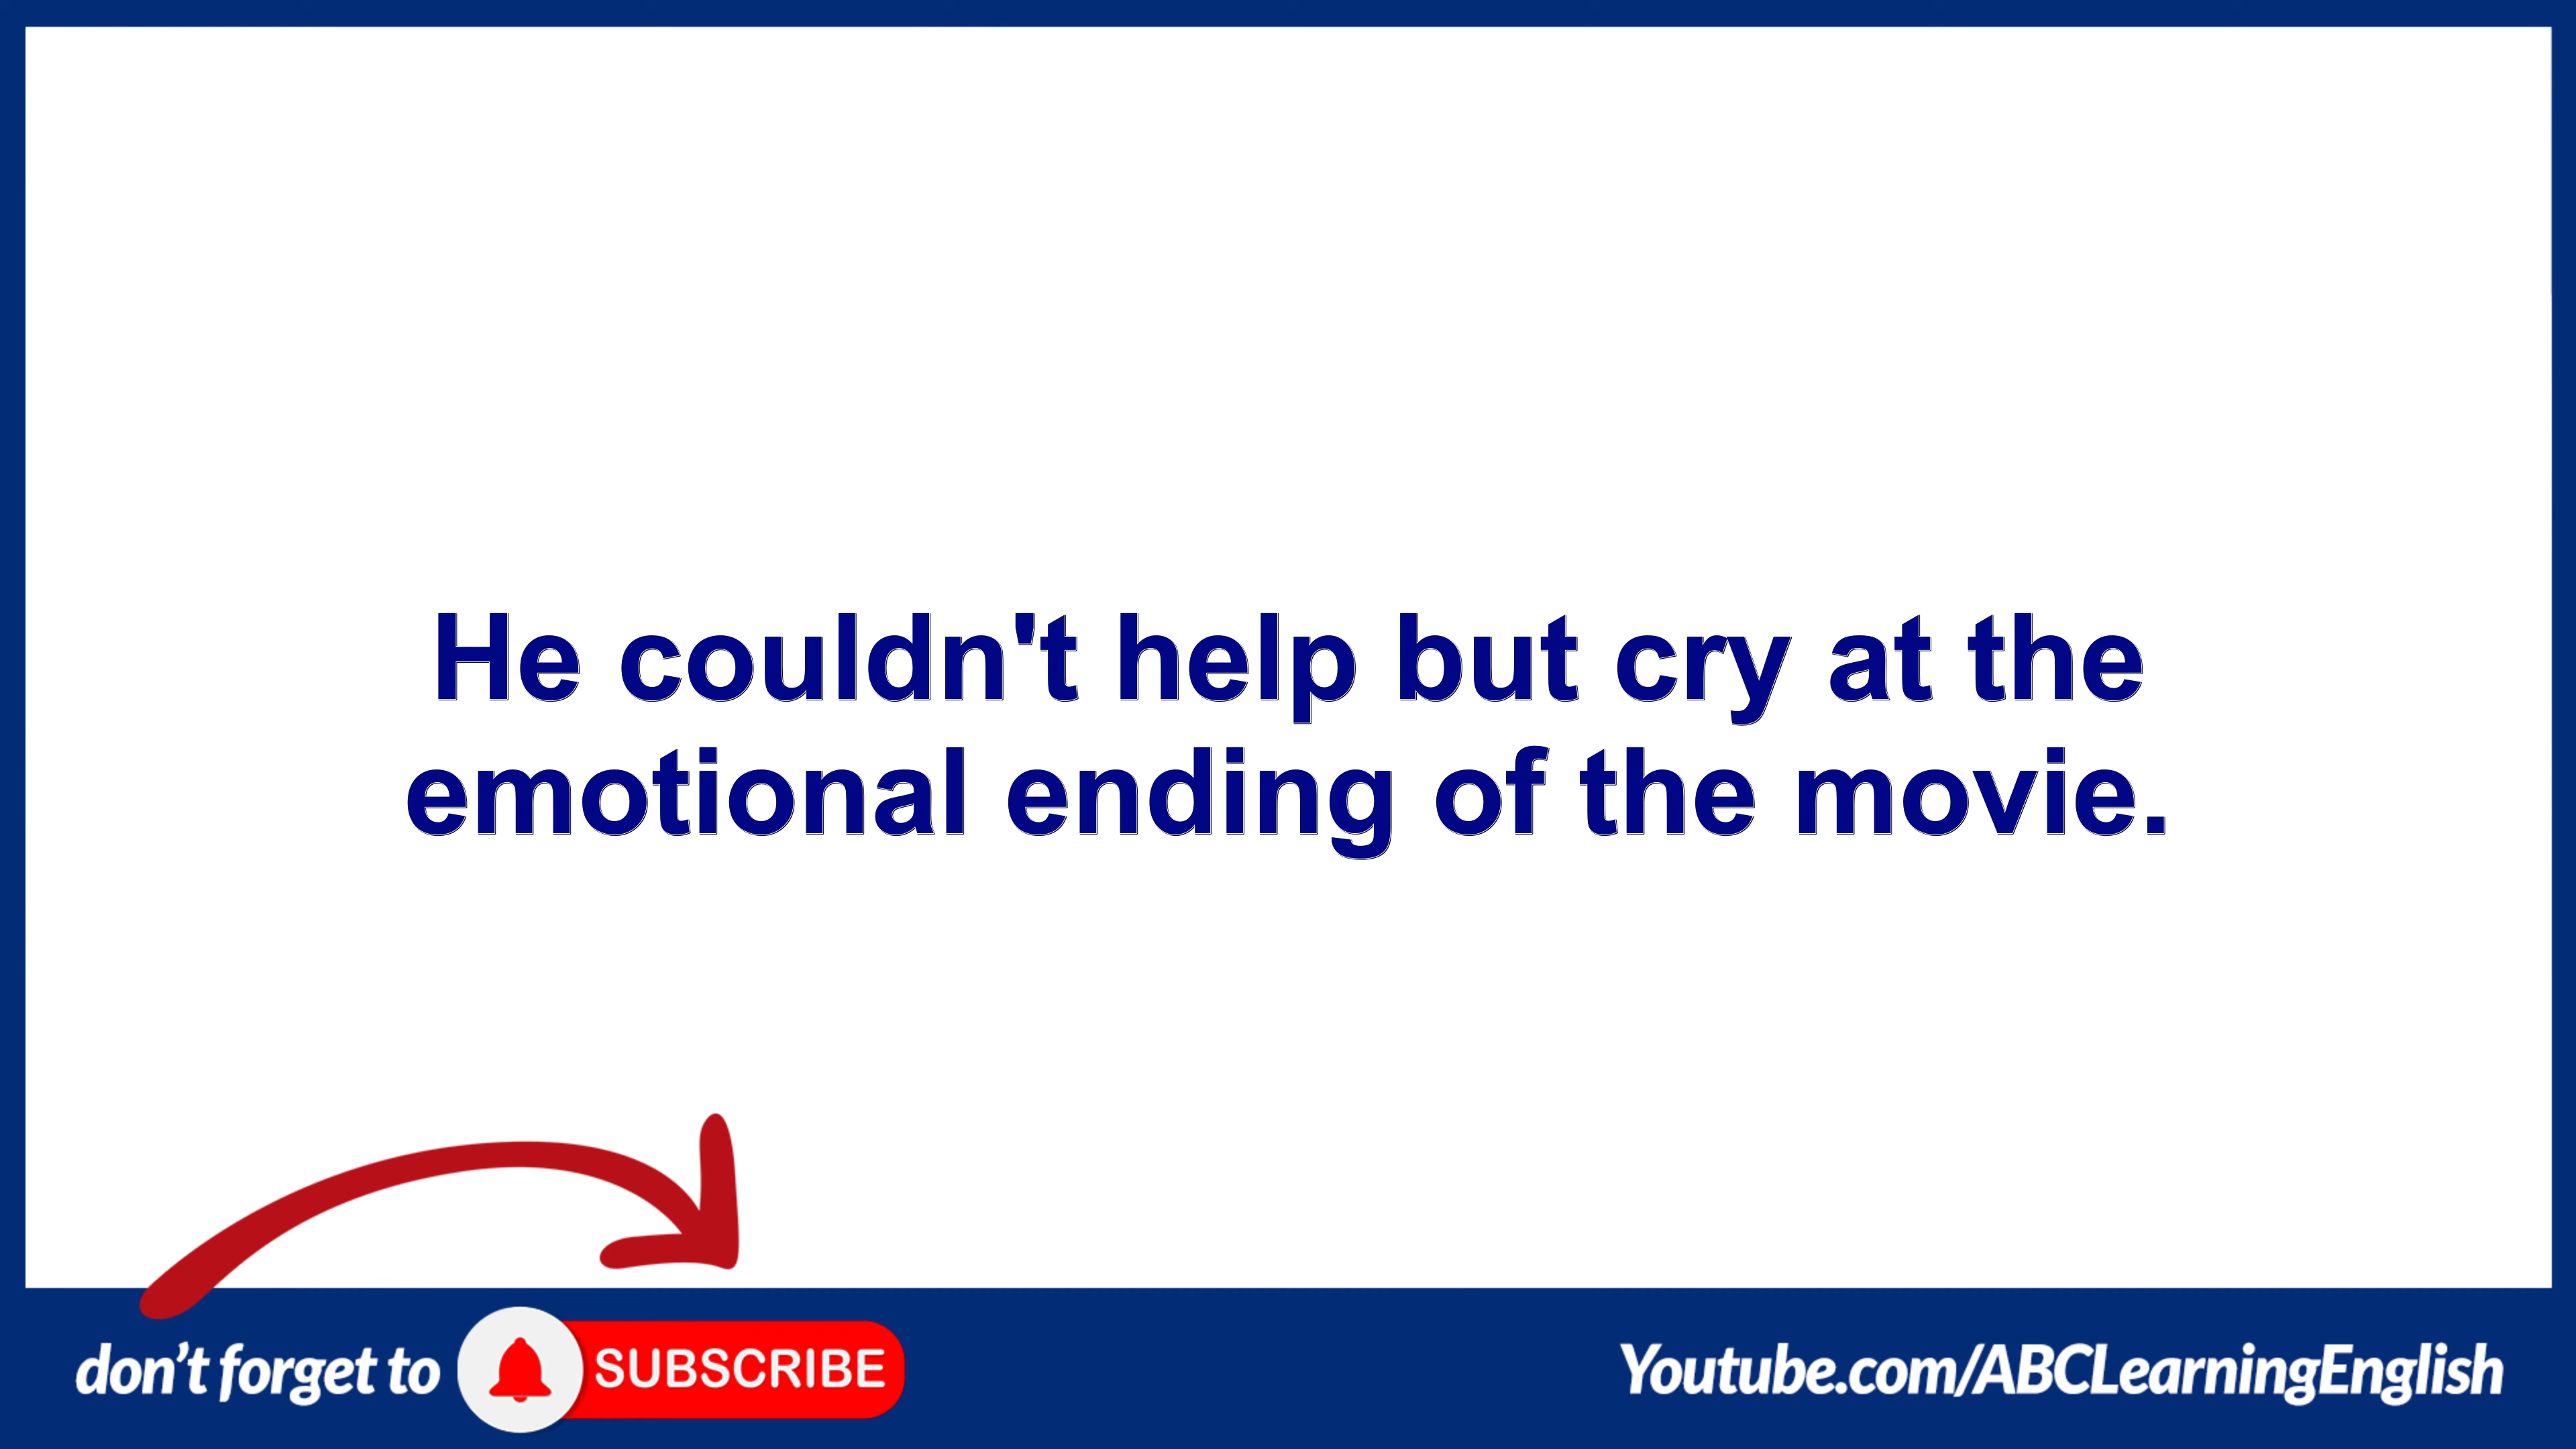 He couldn't help but cry at the
emotional ending of the movie.
don't forget to SUBSCRIBE
Youtube.com/ABCLearningEnglish